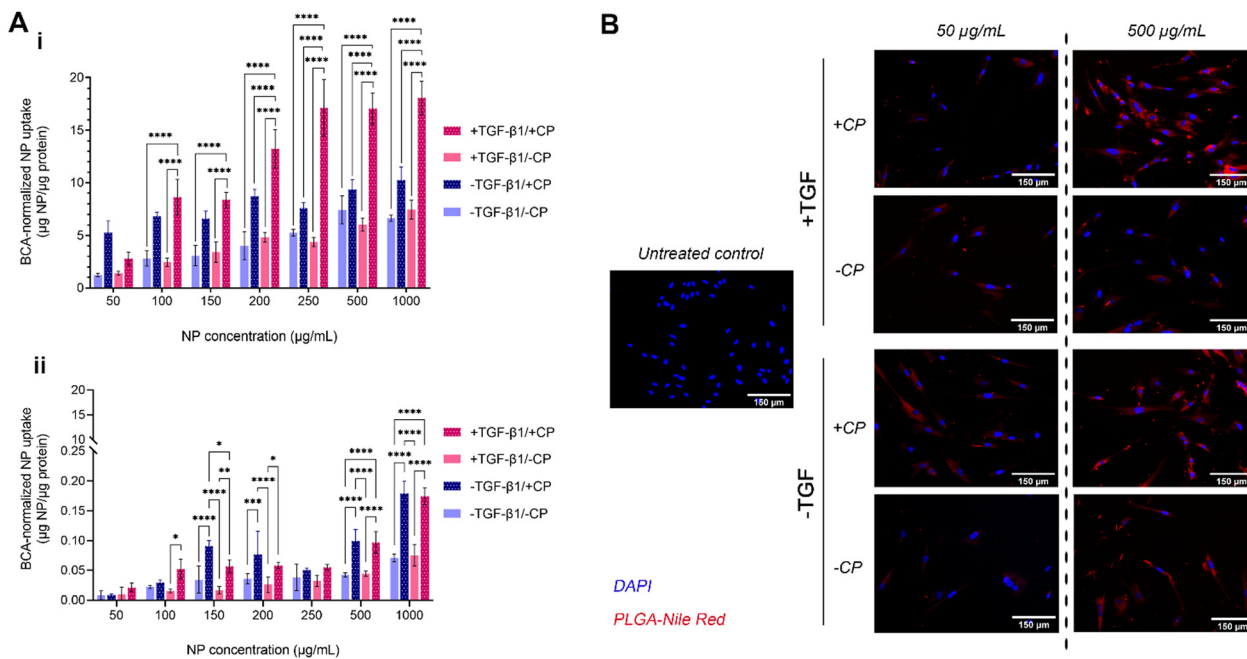 A
i
BCA-normalized NP uptake
(µg NP/µg protein)
20
15
10
5
0
50 100 150 200 250 500 1000
NP concentration (µg/mL)
**** **** **** **** **** **** **** **** **** **** **** **** **** **** **** ****
+TGF-β1/+CP
+TGF-β1/-CP
-TGF-β1/+CP
-TGF-β1/-CP
ii
BCA-normalized NP uptake
(µg NP/µg protein)
20
15
10
0.25
0.20
0.15
0.10
0.05
0.00
50 100 150 200 250 500 1000
NP concentration (µg/mL)
*
*
**
****
****
*
****
***
****
****
****
****
****
****
****
****
+TGF-β1/+CP
+TGF-β1/-CP
-TGF-β1/+CP
-TGF-β1/-CP
B
50 µg/mL
500 µg/mL
+TGF
+CP
150 µm
150 µm
-CP
150 µm
150 µm
Untreated control
150 µm
-TGF
+CP
150 µm
150 µm
-CP
150 µm
150 µm
DAPI
PLGA-Nile Red